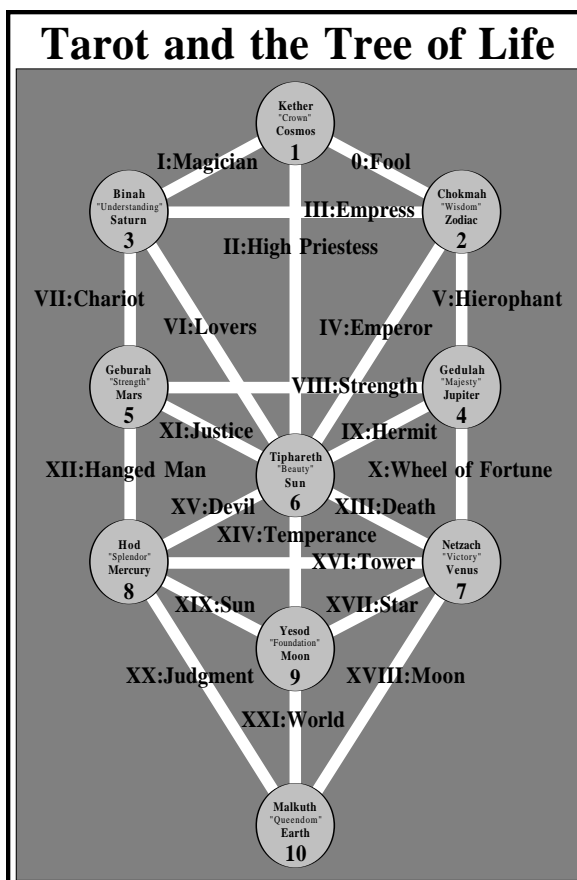 Tarot and the Tree of Life
Kether
"Crown"
Cosmos
1
I:Magician
0:Fool
Binah
"Understanding"
Saturn
3
Chokmah
"Wisdom"
Zodiac
2
III:Empress
II:High Priestess
VII:Chariot
V:Hierophant
VI:Lovers
IV:Emperor
Geburah
"Strength"
Mars
5
Gedulah
"Majesty"
Jupiter
4
VIII:Strength
XI:Justice
IX:Hermit
XII:Hanged Man
X:Wheel of Fortune
Tiphareth
"Beauty"
Sun
6
XV:Devil
XIII:Death
XIV:Temperance
Hod
"Splendor"
Mercury
8
Netzach
"Victory"
Venus
7
XVI:Tower
XIX:Sun
XVII:Star
Yesod
"Foundation"
Moon
9
XX:Judgment
XVIII:Moon
XXI:World
Malkuth
"Queendom"
Earth
10